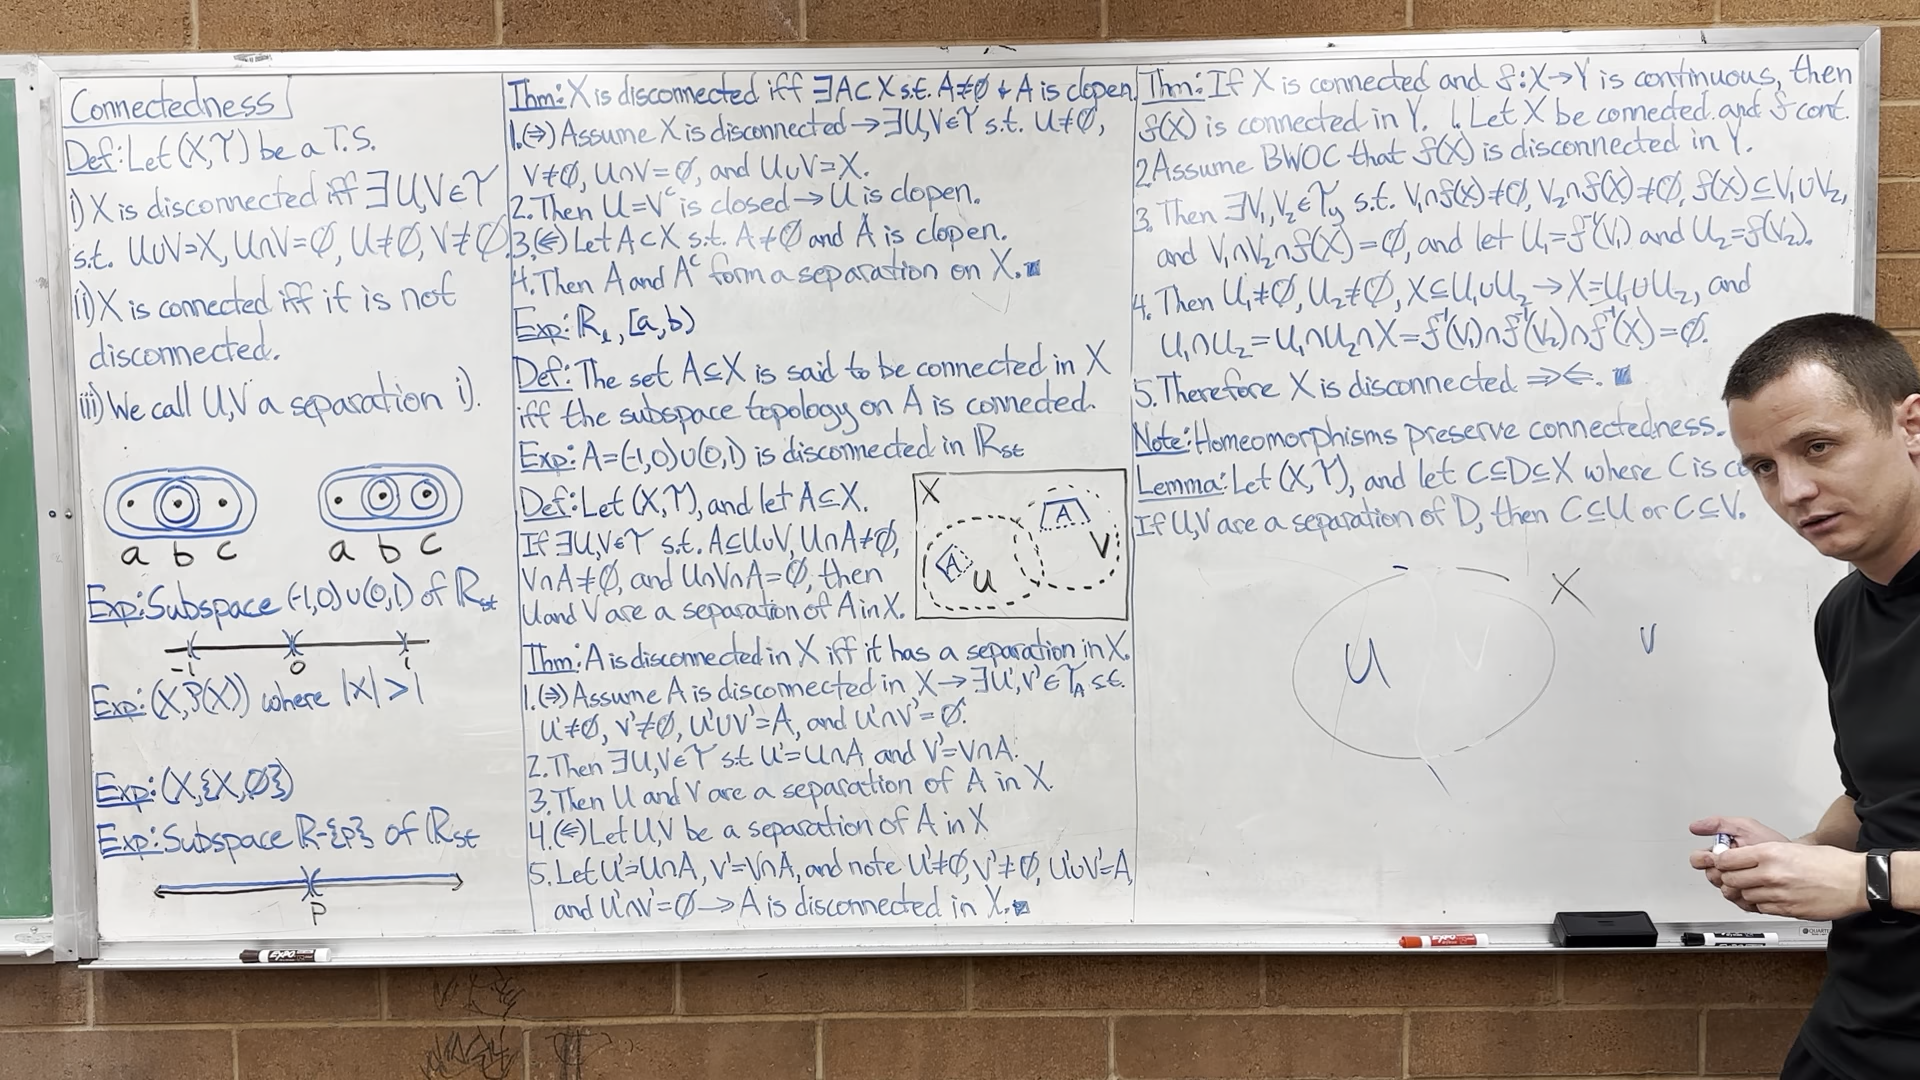 Connectedness
Def: Let (X,𝒯) be a T.S.
i) X is disconnected iff ∃U,V∈𝒯
s.t. U∪V=X, U∩V=∅, U≠∅, V≠∅.
ii) X is connected iff it is not
disconnected.
iii) We call U,V a separation i).
a b c
a b c
Exp: Subspace (-1,0)∪(0,1) of ℝst
-1 0 1
Exp: (X,P(X)) where |X|>1
Exp: (X,{X,∅})
Exp: Subspace ℝ-{p} of ℝst
P
Thm: X is disconnected iff ∃A⊂X s.t. A≠∅ & A is clopen.
1.(⇒) Assume X is disconnected → ∃U,V∈𝒯 s.t. U≠∅,
V≠∅, U∩V=∅, and U∪V=X.
2. Then U=Vᶜ is closed → U is clopen.
3.(⇐) Let A⊂X s.t. A≠∅ and A is clopen.
4. Then A and Aᶜ form a separation on X. ■
Exp: ℝℓ, [a,b)
Def: The set A⊆X is said to be connected in X
iff the subspace topology on A is connected.
Exp: A=(-1,0)∪(0,1) is disconnected in ℝst
Def: Let (X,𝒯), and let A⊆X.
If ∃U,V∈𝒯 s.t. A⊆U∪V, U∩A≠∅,
V∩A≠∅, and U∩V∩A=∅, then
U and V are a separation of A in X.
X
A
V
A
U
Thm: A is disconnected in X iff it has a separation in X.
1.(⇒) Assume A is disconnected in X → ∃U',V'∈𝒯A s.t.
U'≠∅, V'≠∅, U'∪V'=A, and U'∩V'=∅.
2. Then ∃U,V∈𝒯 s.t. U'=U∩A and V'=V∩A.
3. Then U and V are a separation of A in X.
4.(⇐) Let U,V be a separation of A in X
5. Let U'=U∩A, V'=V∩A, and note U'≠∅, V'≠∅, U'∪V'=A,
and U'∩V'=∅ → A is disconnected in X. ■
Thm: If X is connected and f:X→Y is continuous, then
f(X) is connected in Y. 1. Let X be connected and f cont.
2. Assume BWOC that f(X) is disconnected in Y.
3. Then ∃V₁,V₂∈𝒯y s.t. V₁∩f(X)≠∅, V₂∩f(X)≠∅, f(X)⊆V₁∪V₂,
and V₁∩V₂∩f(X)=∅, and let U₁=f⁻¹(V₁) and U₂=f(V₂).
4. Then U₁≠∅, U₂≠∅, X⊆U₁∪U₂ → X=U₁∪U₂, and
U₁∩U₂=U₁∩U₂∩X=f⁻¹(V₁)∩f⁻¹(V₂)∩f⁻¹(X)=∅.
5. Therefore X is disconnected ⇒⇐. ■
Note: Homeomorphisms preserve connectedness.
Lemma: Let (X,𝒯), and let C⊆D⊆X where C is
If U,V are a separation of D, then C⊆U or C⊆V.
X
U
V
V
EXPO
EXPO